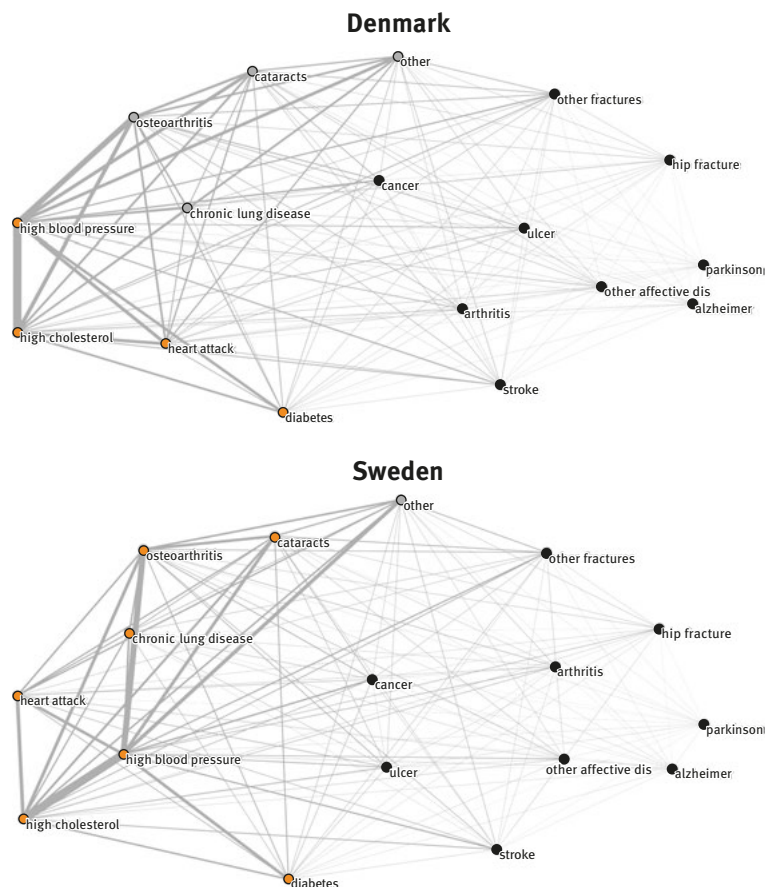 Denmark
other
cataracts
other fractures
osteoarthritis
hip fracture
cancer
chronic lung disease
high blood pressure
ulcer
parkinson
other affective dis
alzheimer
arthritis
high cholesterol
heart attack
stroke
diabetes
Sweden
other
cataracts
osteoarthritis
other fractures
chronic lung disease
hip fracture
arthritis
cancer
heart attack
parkinson
high blood pressure
other affective dis
alzheimer
ulcer
high cholesterol
stroke
diabetes